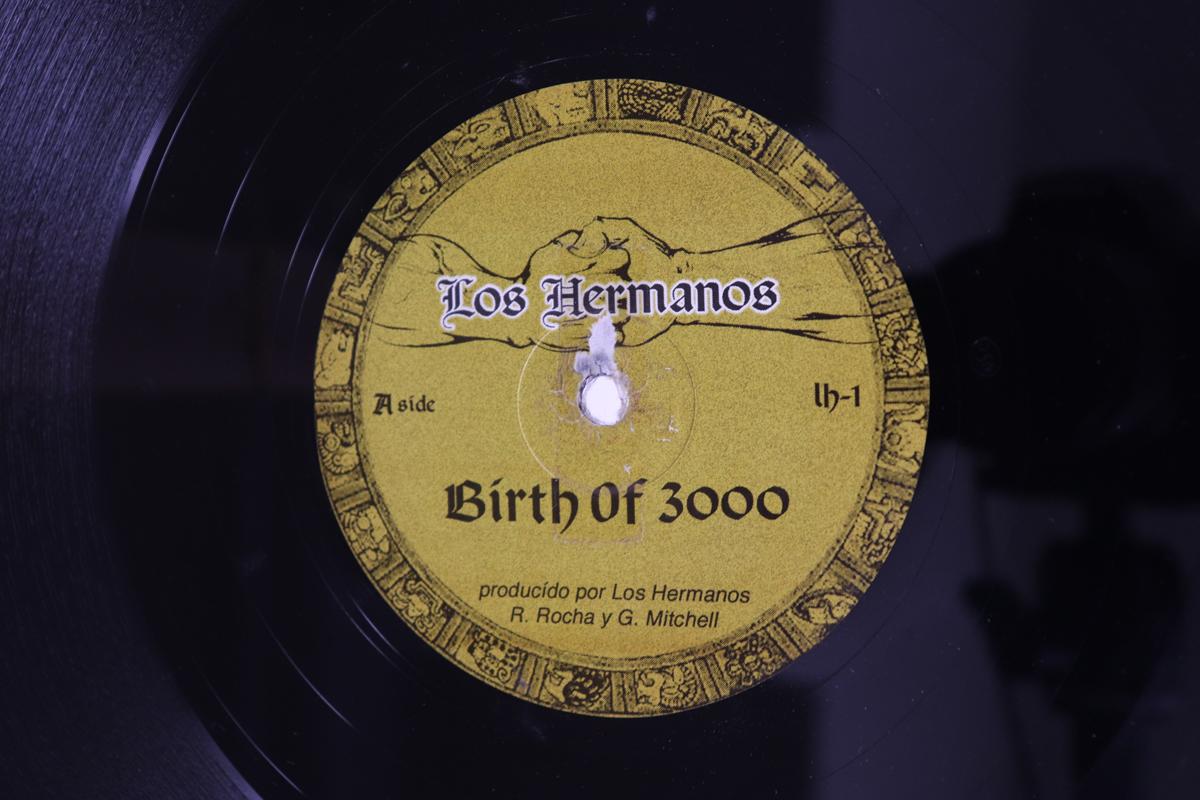 Los Hermanos
A side
lh-1
Birth Of 3000
producído por Los Hermanos
R. Rocha y G. Mitchell